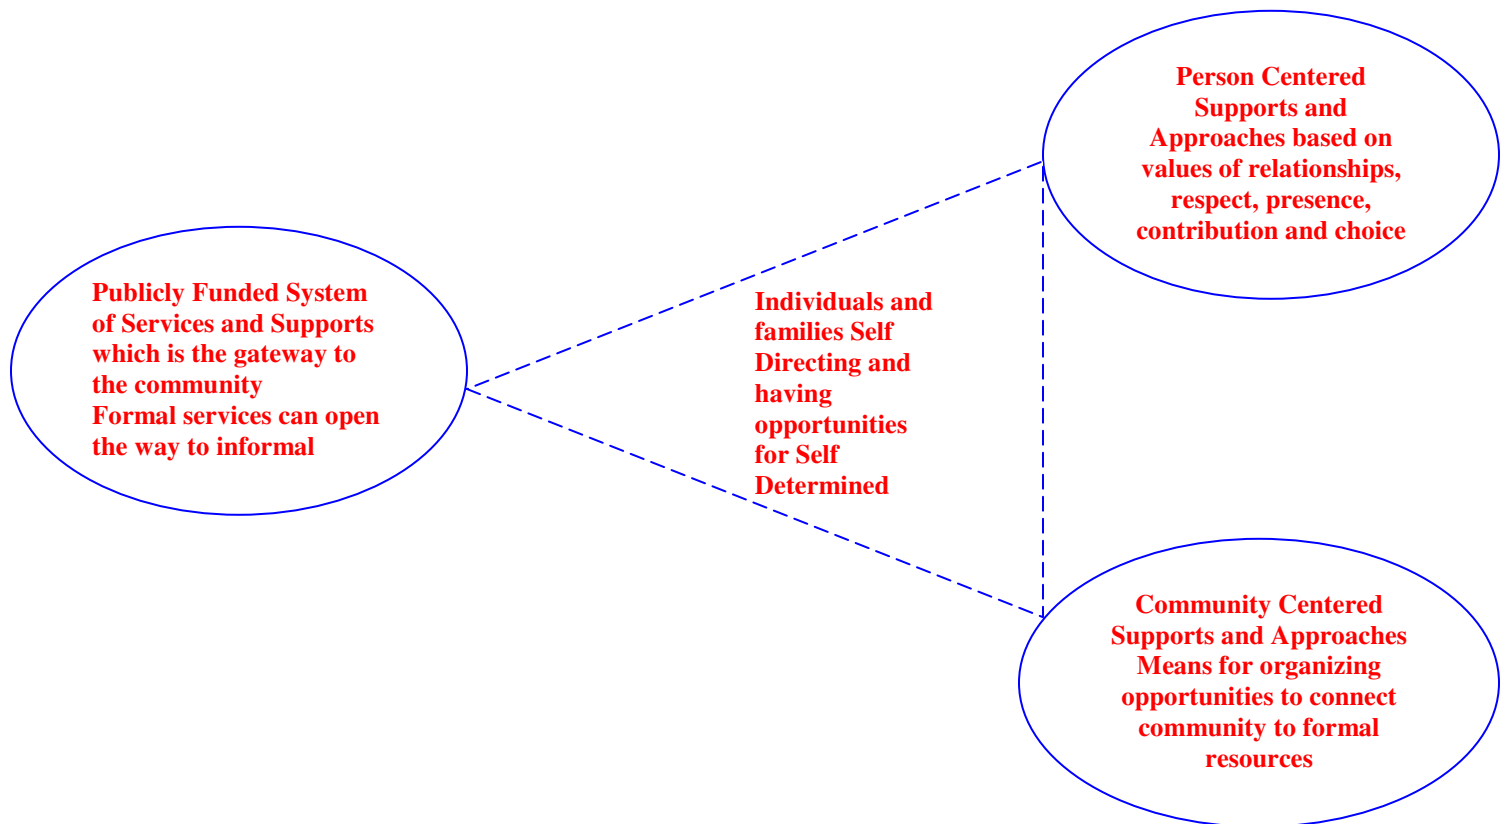 Person Centered
Supports and
Approaches based on
values of relationships,
respect, presence,
contribution and choice
Publicly Funded System
of Services and Supports
which is the gateway to
the community
Formal services can open
the way to informal
Individuals and
families Self
Directing and
having
opportunities
for Self
Determined
Community Centered
Supports and Approaches
Means for organizing
opportunities to connect
community to formal
resources